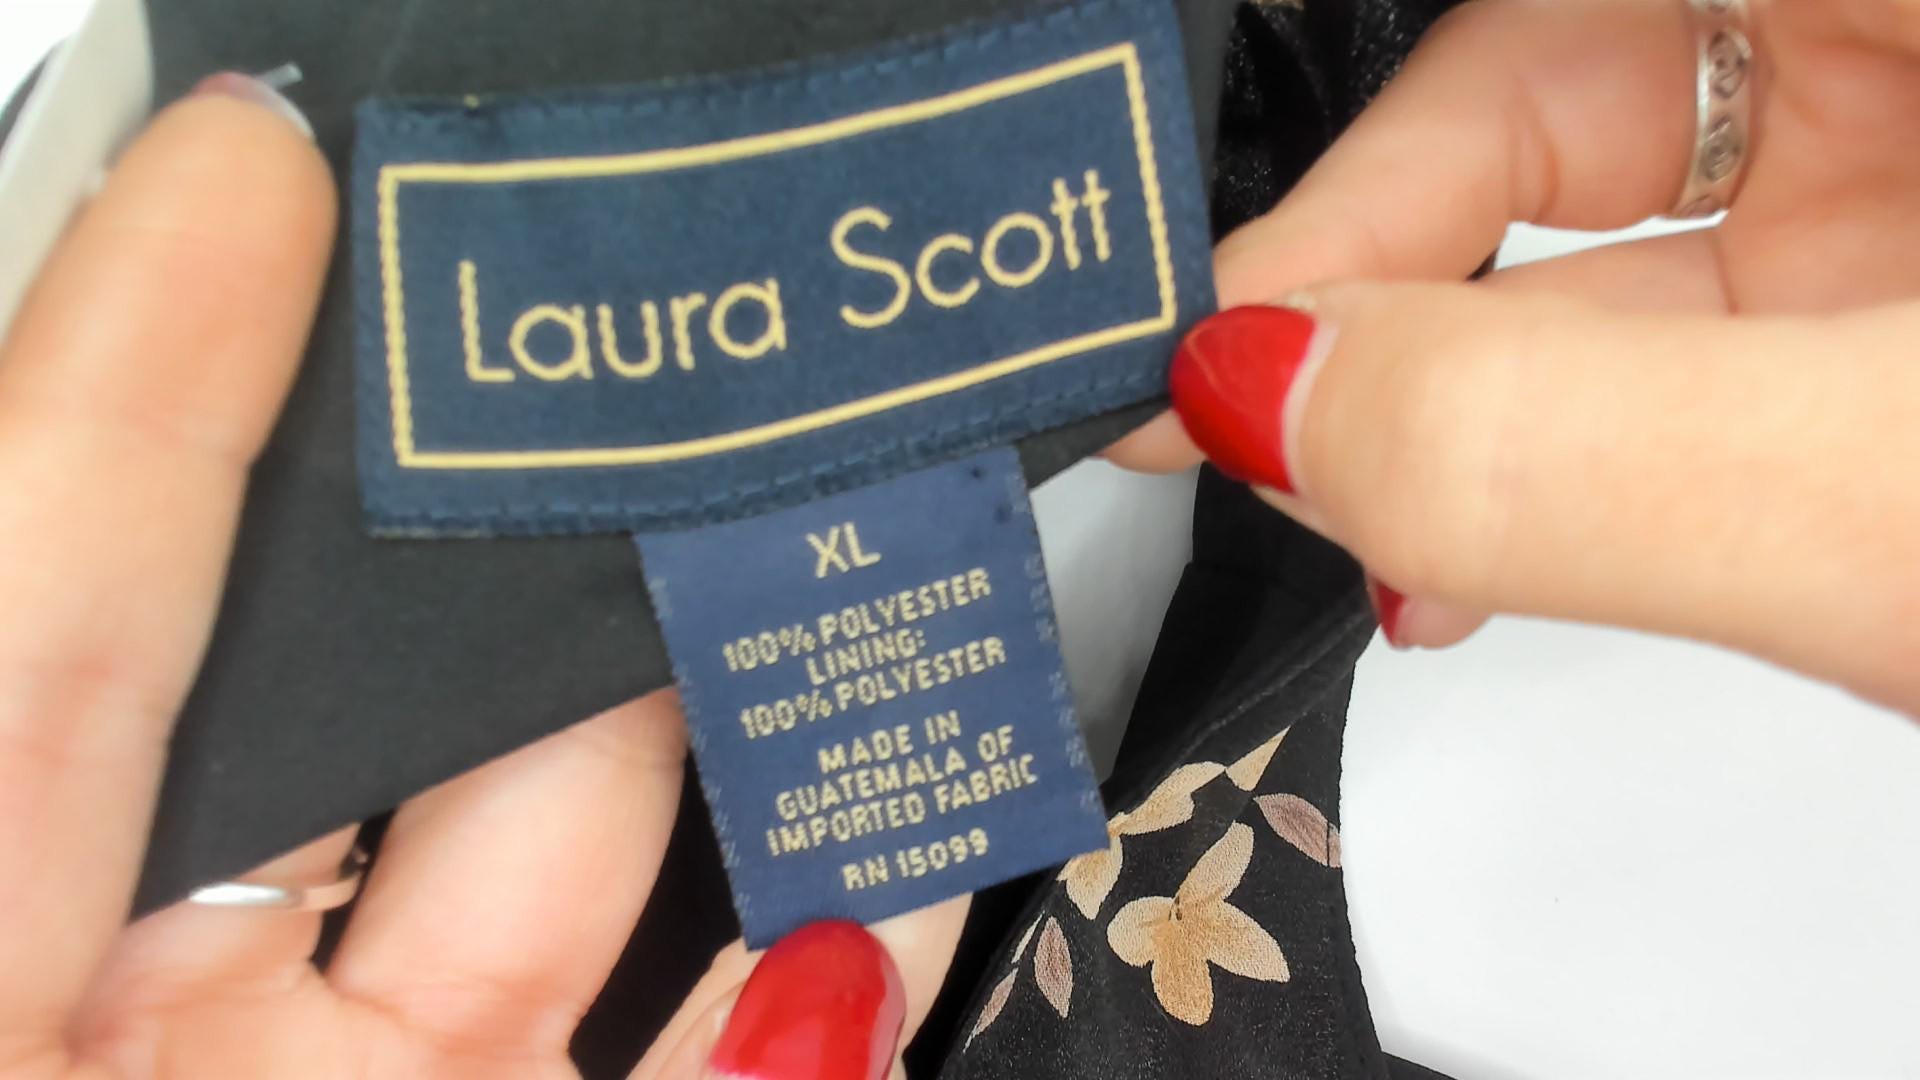 Laura Scott
XL
100% POLYESTER
LINING:
100% POLYESTER
MADE IN
GUATEMALA OF
IMPORTED FABRIC
RN 15099